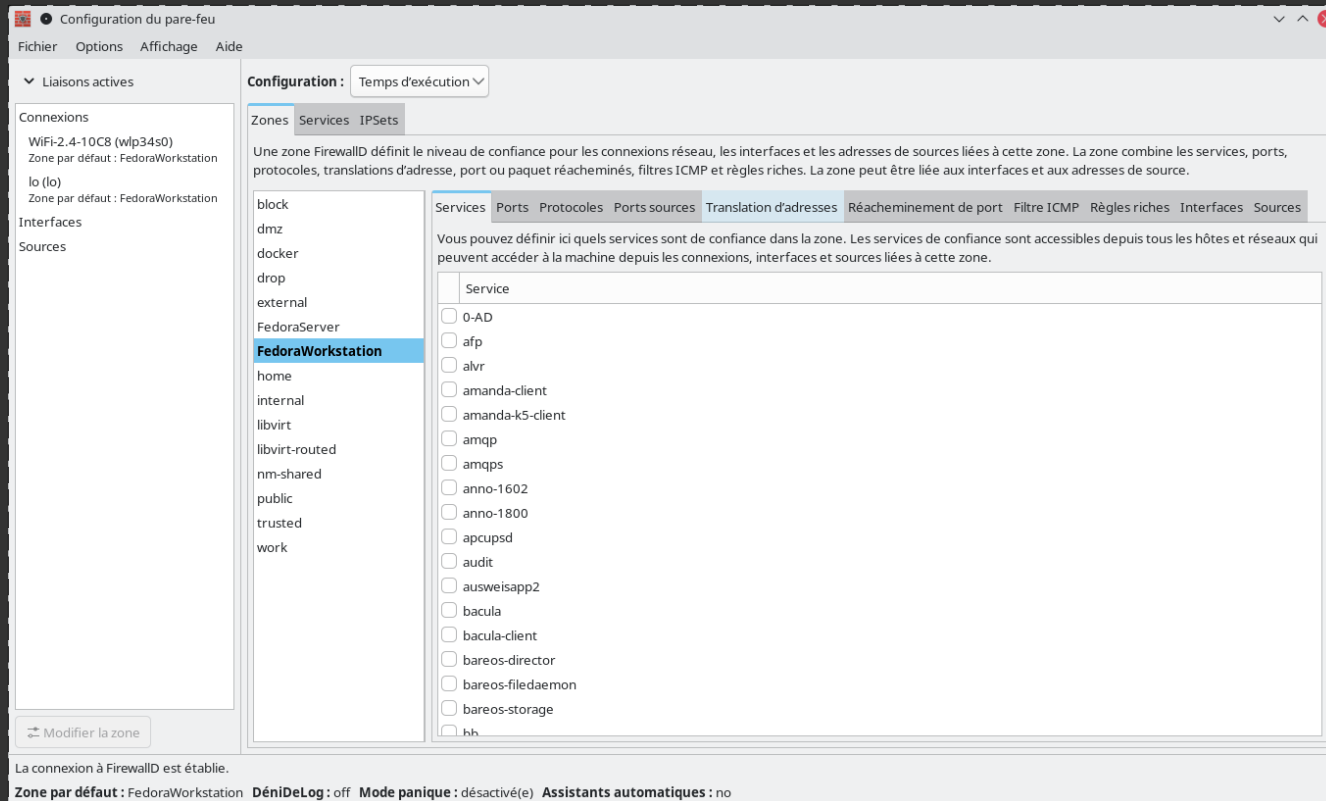 Configuration du pare-feu
Fichier Options Affichage Aide
Liaisons actives
Connexions
WiFi-2.4-10C8 (wlp34s0)
Zone par défaut : FedoraWorkstation
lo (lo)
Zone par défaut : FedoraWorkstation
Interfaces
Sources
Modifier la zone
Configuration : Temps d'exécution
Zones Services IPSets
Une zone FirewallD définit le niveau de confiance pour les connexions réseau, les interfaces et les adresses de sources liées à cette zone. La zone combine les services, ports,
protocoles, translations d'adresse, port ou paquet réacheminés, filtres ICMP et règles riches. La zone peut être liée aux interfaces et aux adresses de source.
block
dmz
docker
drop
external
FedoraServer
FedoraWorkstation
home
internal
libvirt
libvirt-routed
nm-shared
public
trusted
work
Services Ports Protocoles Ports sources Translation d'adresses Réacheminement de port Filtre ICMP Règles riches Interfaces Sources
Vous pouvez définir ici quels services sont de confiance dans la zone. Les services de confiance sont accessibles depuis tous les hôtes et réseaux qui
peuvent accéder à la machine depuis les connexions, interfaces et sources liées à cette zone.
Service
0-AD
afp
alvr
amanda-client
amanda-k5-client
amqp
amqps
anno-1602
anno-1800
apcupsd
audit
ausweisapp2
bacula
bacula-client
bareos-director
bareos-filedaemon
bareos-storage
bb
La connexion à FirewallD est établie.
Zone par défaut : FedoraWorkstation DéniDeLog : off Mode panique : désactivé(e) Assistants automatiques : no